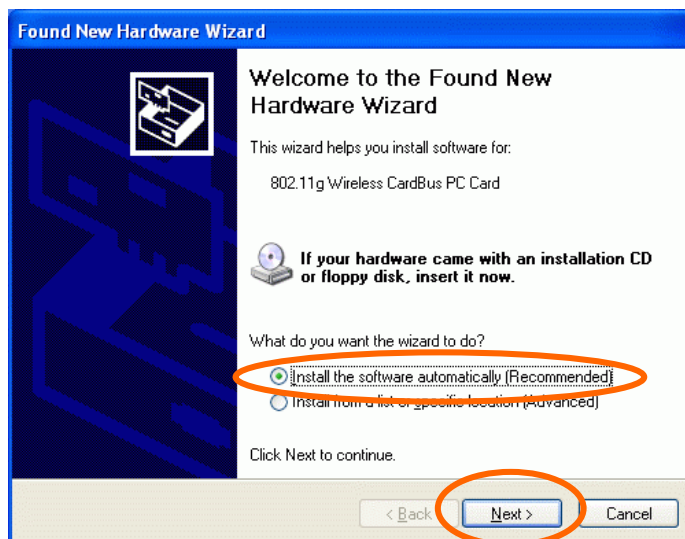 Found New Hardware Wizard
Welcome to the Found New
Hardware Wizard
This wizard helps you install software for:
802.11g Wireless CardBus PC Card
If your hardware came with an installation CD
or floppy disk, insert it now.
What do you want the wizard to do?
Install the software automatically (Recommended)
Install from a list or specific location (Advanced)
Click Next to continue.
< Back
Next >
Cancel